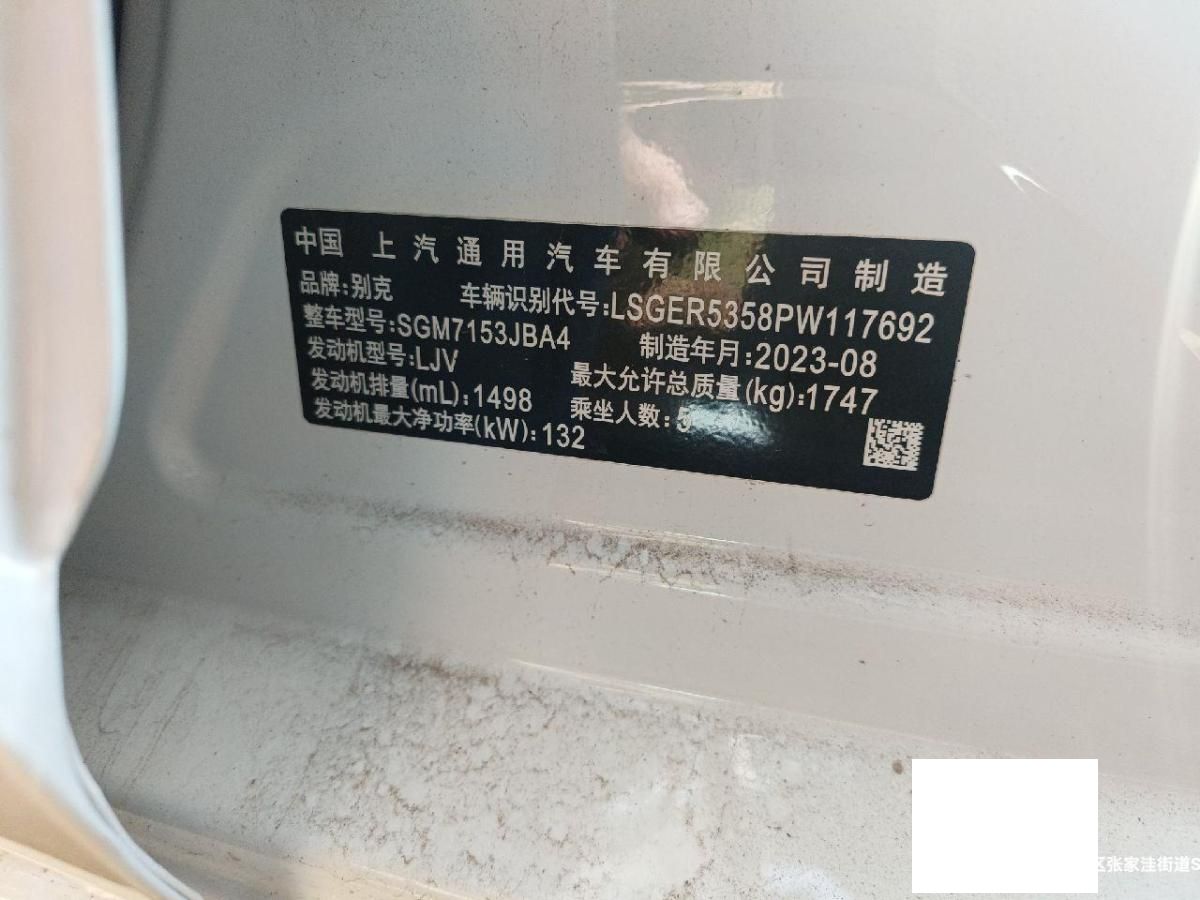 中国 上汽通用汽车有限公司制造
品牌:别克 车辆识别代号:LSGER5358PW117692
整车型号:SGM7153JBA4 制造年月:2023-08
发动机型号:LJV 最大允许总质量(kg):1747
发动机排量(mL):1498 乘坐人数:5
发动机最大净功率(kW):132
区张家洼街道S